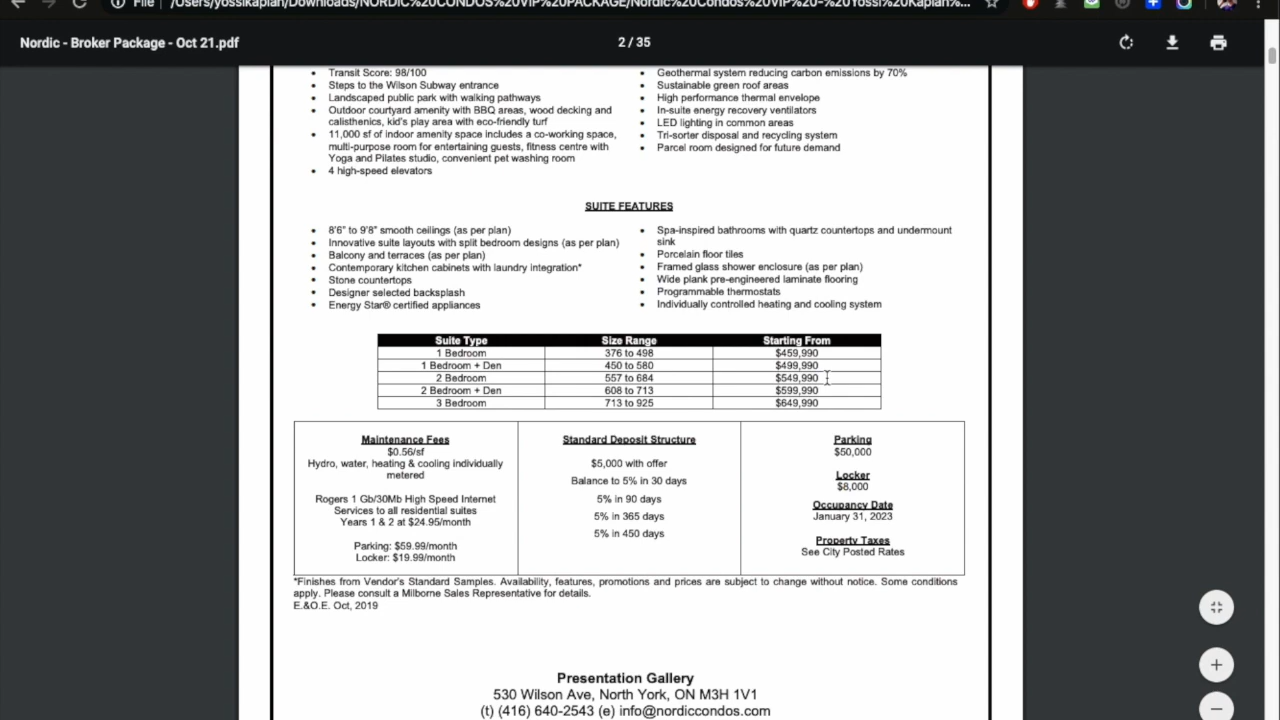 File /Users/yossikaplan/Downloads/NORDIC%20CONDOS%20VIP%20PACKAGE/Nordic%20Condos%20VIP%20-%20Yossi%20Kaplan%...
Nordic - Broker Package - Oct 21.pdf
2 / 35
• Transit Score: 98/100
• Steps to the Wilson Subway entrance
• Landscaped public park with walking pathways
• Outdoor courtyard amenity with BBQ areas, wood decking and
calisthenics, kid's play area with eco-friendly turf
• 11,000 sf of indoor amenity space includes a co-working space,
multi-purpose room for entertaining guests, fitness centre with
Yoga and Pilates studio, convenient pet washing room
• 4 high-speed elevators
• Geothermal system reducing carbon emissions by 70%
• Sustainable green roof areas
• High performance thermal envelope
• In-suite energy recovery ventilators
• LED lighting in common areas
• Tri-sorter disposal and recycling system
• Parcel room designed for future demand
SUITE FEATURES
• 8'6" to 9'8" smooth ceilings (as per plan)
• Innovative suite layouts with split bedroom designs (as per plan)
• Balcony and terraces (as per plan)
• Contemporary kitchen cabinets with laundry integration*
• Stone countertops
• Designer selected backsplash
• Energy Star® certified appliances
• Spa-inspired bathrooms with quartz countertops and undermount
sink
• Porcelain floor tiles
• Framed glass shower enclosure (as per plan)
• Wide plank pre-engineered laminate flooring
• Programmable thermostats
• Individually controlled heating and cooling system
Suite Type Size Range Starting From
1 Bedroom 376 to 498 $459,990
1 Bedroom + Den 450 to 580 $499,990
2 Bedroom 557 to 684 $549,990
2 Bedroom + Den 608 to 713 $599,990
3 Bedroom 713 to 925 $649,990
Maintenance Fees
$0.56/sf
Hydro, water, heating & cooling individually
metered
Rogers 1 Gb/30Mb High Speed Internet
Services to all residential suites
Years 1 & 2 at $24.95/month
Parking: $59.99/month
Locker: $19.99/month
Standard Deposit Structure
$5,000 with offer
Balance to 5% in 30 days
5% in 90 days
5% in 365 days
5% in 450 days
Parking
$50,000
Locker
$8,000
Occupancy Date
January 31, 2023
Property Taxes
See City Posted Rates
*Finishes from Vendor's Standard Samples. Availability, features, promotions and prices are subject to change without notice. Some conditions
apply. Please consult a Milborne Sales Representative for details.
E.&O.E. Oct, 2019
Presentation Gallery
530 Wilson Ave, North York, ON M3H 1V1
(t) (416) 640-2543 (e) info@nordiccondos.com